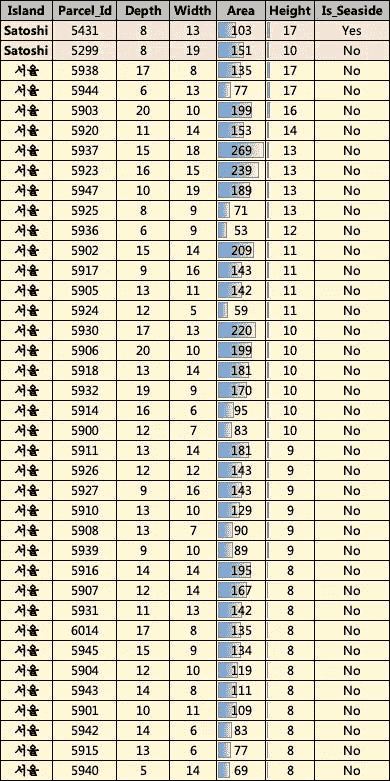 Island Parcel_Id Depth Width Area Height Is_Seaside
Satoshi 5431 8 13 103 17 Yes
Satoshi 5299 8 19 151 10 No
서울 5938 17 8 135 17 No
서울 5944 6 13 77 17 No
서울 5903 20 10 199 16 No
서울 5920 11 14 153 14 No
서울 5937 15 18 269 13 No
서울 5923 16 15 239 13 No
서울 5947 10 19 189 13 No
서울 5925 8 9 71 13 No
서울 5936 6 9 53 12 No
서울 5902 15 14 209 11 No
서울 5917 9 16 143 11 No
서울 5905 13 11 142 11 No
서울 5924 12 5 59 11 No
서울 5930 17 13 220 10 No
서울 5906 20 10 199 10 No
서울 5918 13 14 181 10 No
서울 5932 19 9 170 10 No
서울 5914 16 6 95 10 No
서울 5900 12 7 83 10 No
서울 5911 13 14 181 9 No
서울 5926 12 12 143 9 No
서울 5927 9 16 143 9 No
서울 5910 13 10 129 9 No
서울 5908 13 7 90 9 No
서울 5939 9 10 89 9 No
서울 5916 14 14 195 8 No
서울 5907 12 14 167 8 No
서울 5931 11 13 142 8 No
서울 6014 17 8 135 8 No
서울 5945 15 9 134 8 No
서울 5904 12 10 119 8 No
서울 5943 14 8 111 8 No
서울 5901 10 11 109 8 No
서울 5942 14 6 83 8 No
서울 5915 13 6 77 8 No
서울 5940 5 14 69 8 No